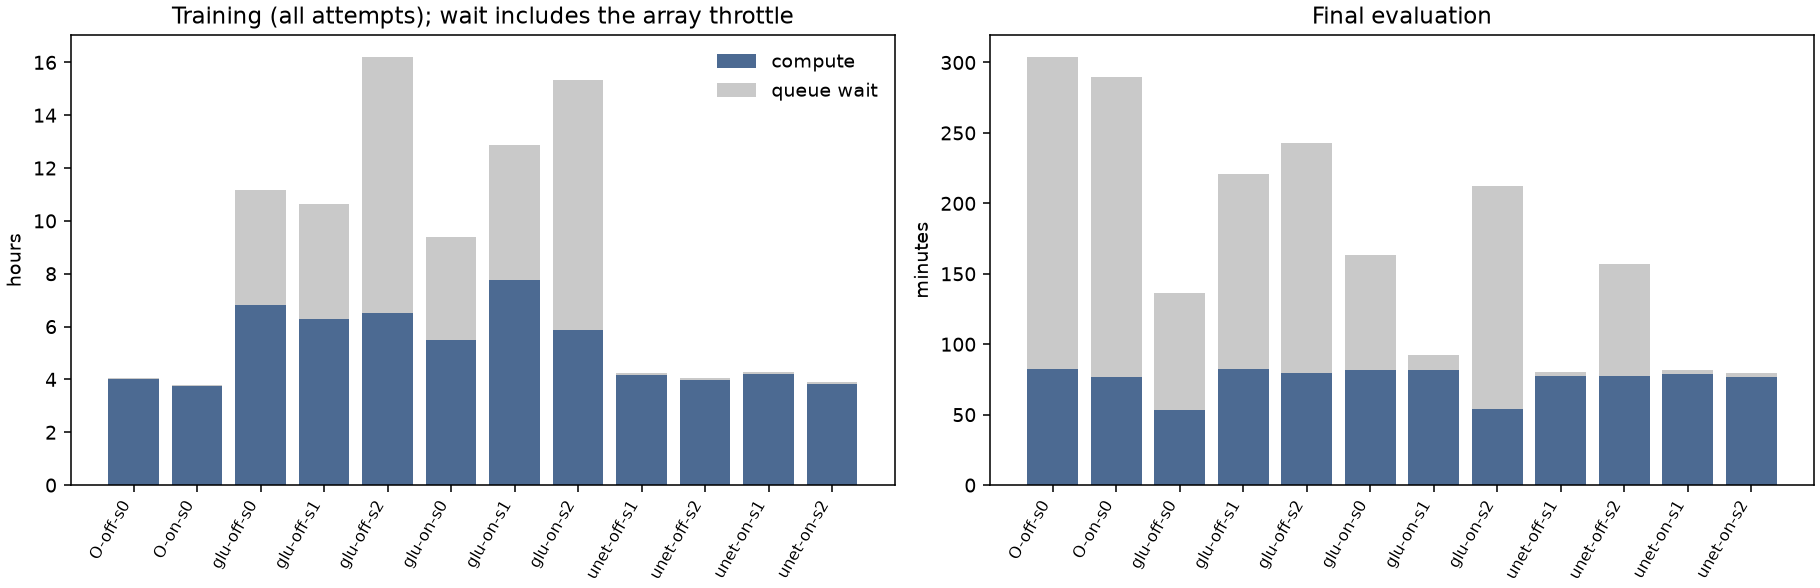 Training (all attempts); wait includes the array throttle
compute
queue wait
hours
16
14
12
10
8
6
4
2
0
O-off-s0
O-on-s0
glu-off-s0
glu-off-s1
glu-off-s2
glu-on-s0
glu-on-s1
glu-on-s2
unet-off-s1
unet-off-s2
unet-on-s1
unet-on-s2
Final evaluation
minutes
300
250
200
150
100
50
0
O-off-s0
O-on-s0
glu-off-s0
glu-off-s1
glu-off-s2
glu-on-s0
glu-on-s1
glu-on-s2
unet-off-s1
unet-off-s2
unet-on-s1
unet-on-s2